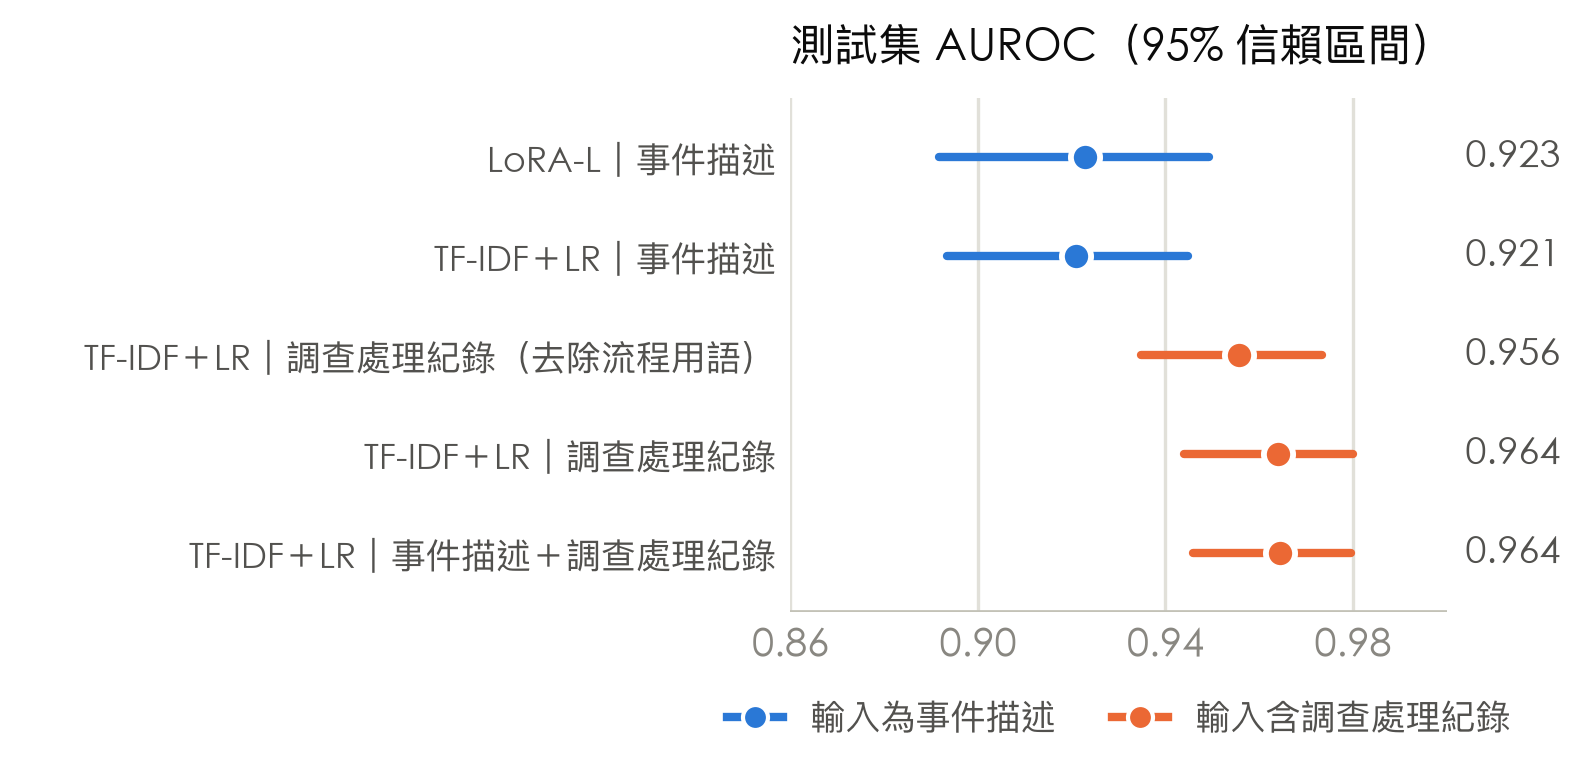 測試集 AUROC（95% 信賴區間）
LoRA-L｜事件描述 0.923
TF-IDF＋LR｜事件描述 0.921
TF-IDF＋LR｜調查處理紀錄（去除流程用語） 0.956
TF-IDF＋LR｜調查處理紀錄 0.964
TF-IDF＋LR｜事件描述＋調查處理紀錄 0.964
0.86 0.90 0.94 0.98
輸入為事件描述 輸入含調查處理紀錄